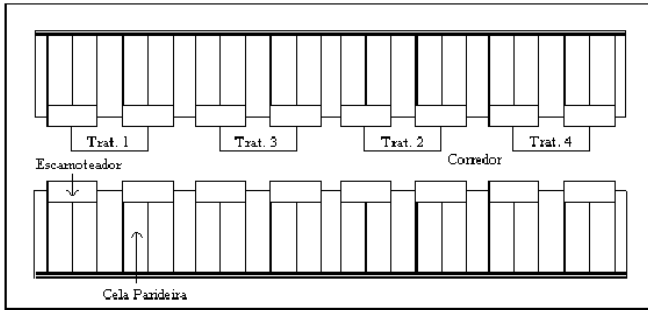 Trat. 1 Trat. 3 Trat. 2 Trat. 4
Corredor
Escamoteador
Cela Parideira